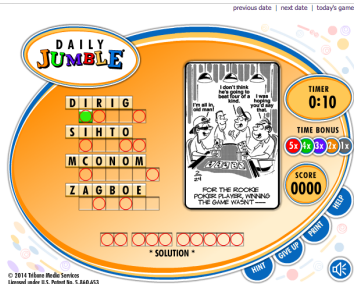 previous date | next date | today's game
DAILY
JUMBLE
DIRIG
SIHTO
MCONOM
ZAGBOE
I don't think
he's going to
beat four of a
kind.
I'm all in,
old man!
I was
hoping
you'd say
that.
2/24
FOR THE ROOKIE
POKER PLAYER, WINNING
THE GAME WASN'T —
TIMER
0:10
TIME BONUS
5x 4x 3x 2x 1x
SCORE
0000
HINT
GIVE UP
PRINT
HELP
* SOLUTION *
© 2014 Tribune Media Services
Licensed under U.S. Patent No. 5,860,653